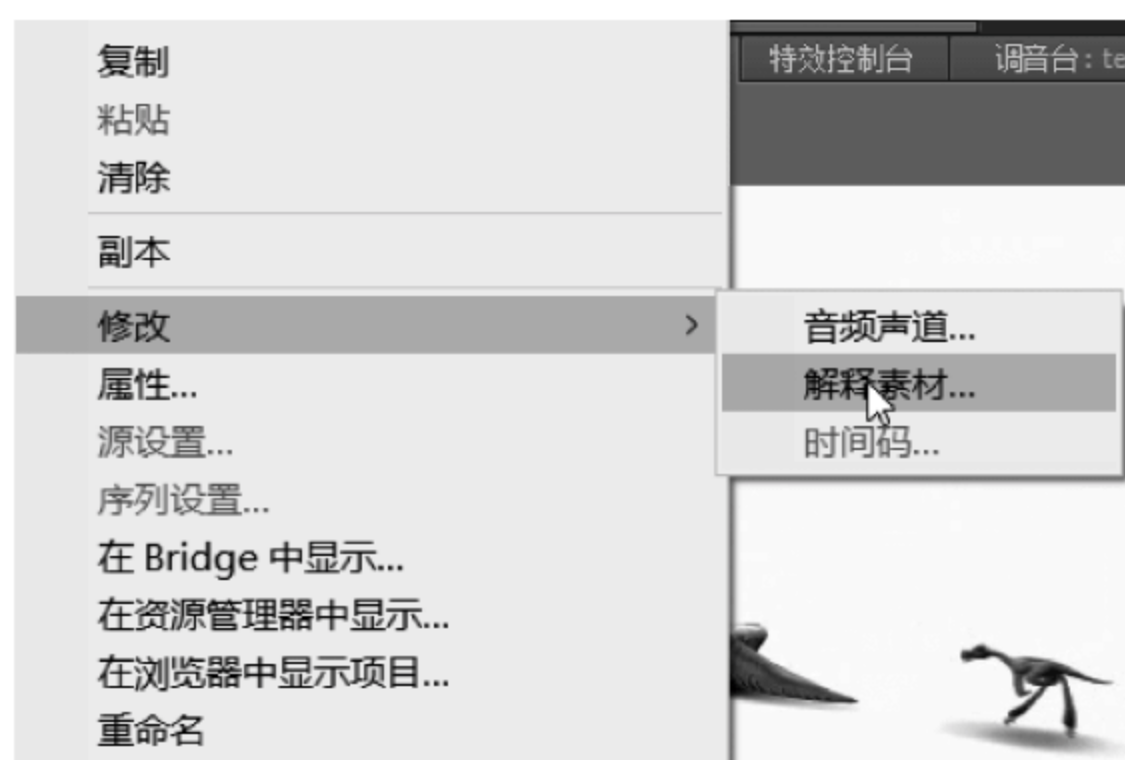 复制
粘贴
清除
副本
修改
属性...
源设置...
序列设置...
在 Bridge 中显示...
在资源管理器中显示...
在浏览器中显示项目...
重命名
特效控制台
调音台: te
音频声道...
解释素材...
时间码...